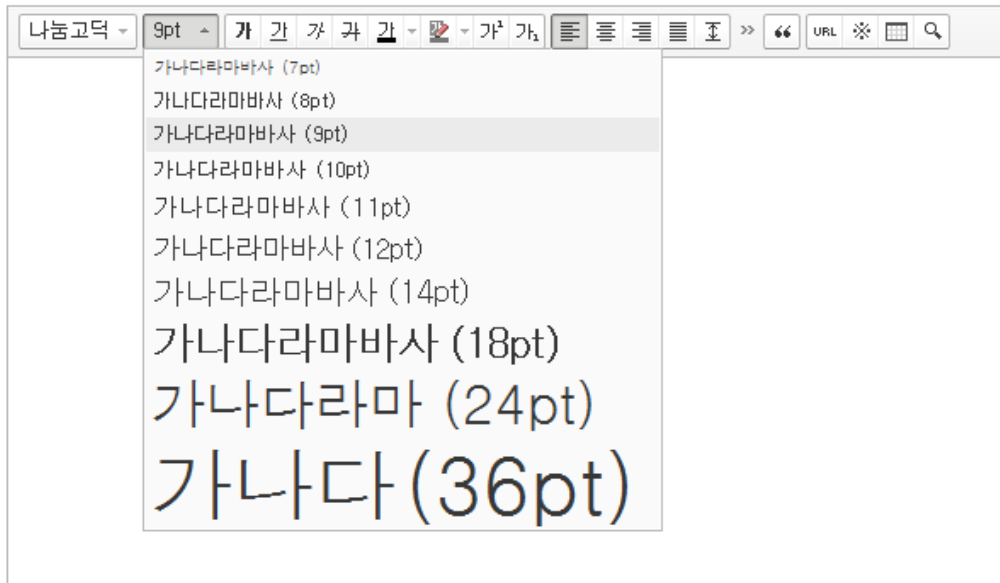 나눔고딕 9pt 가 가 가 가 가 가 가¹ 가₁ URL
가나다라마바사 (7pt)
가나다라마바사 (8pt)
가나다라마바사 (9pt)
가나다라마바사 (10pt)
가나다라마바사 (11pt)
가나다라마바사 (12pt)
가나다라마바사 (14pt)
가나다라마바사 (18pt)
가나다라마 (24pt)
가나다 (36pt)